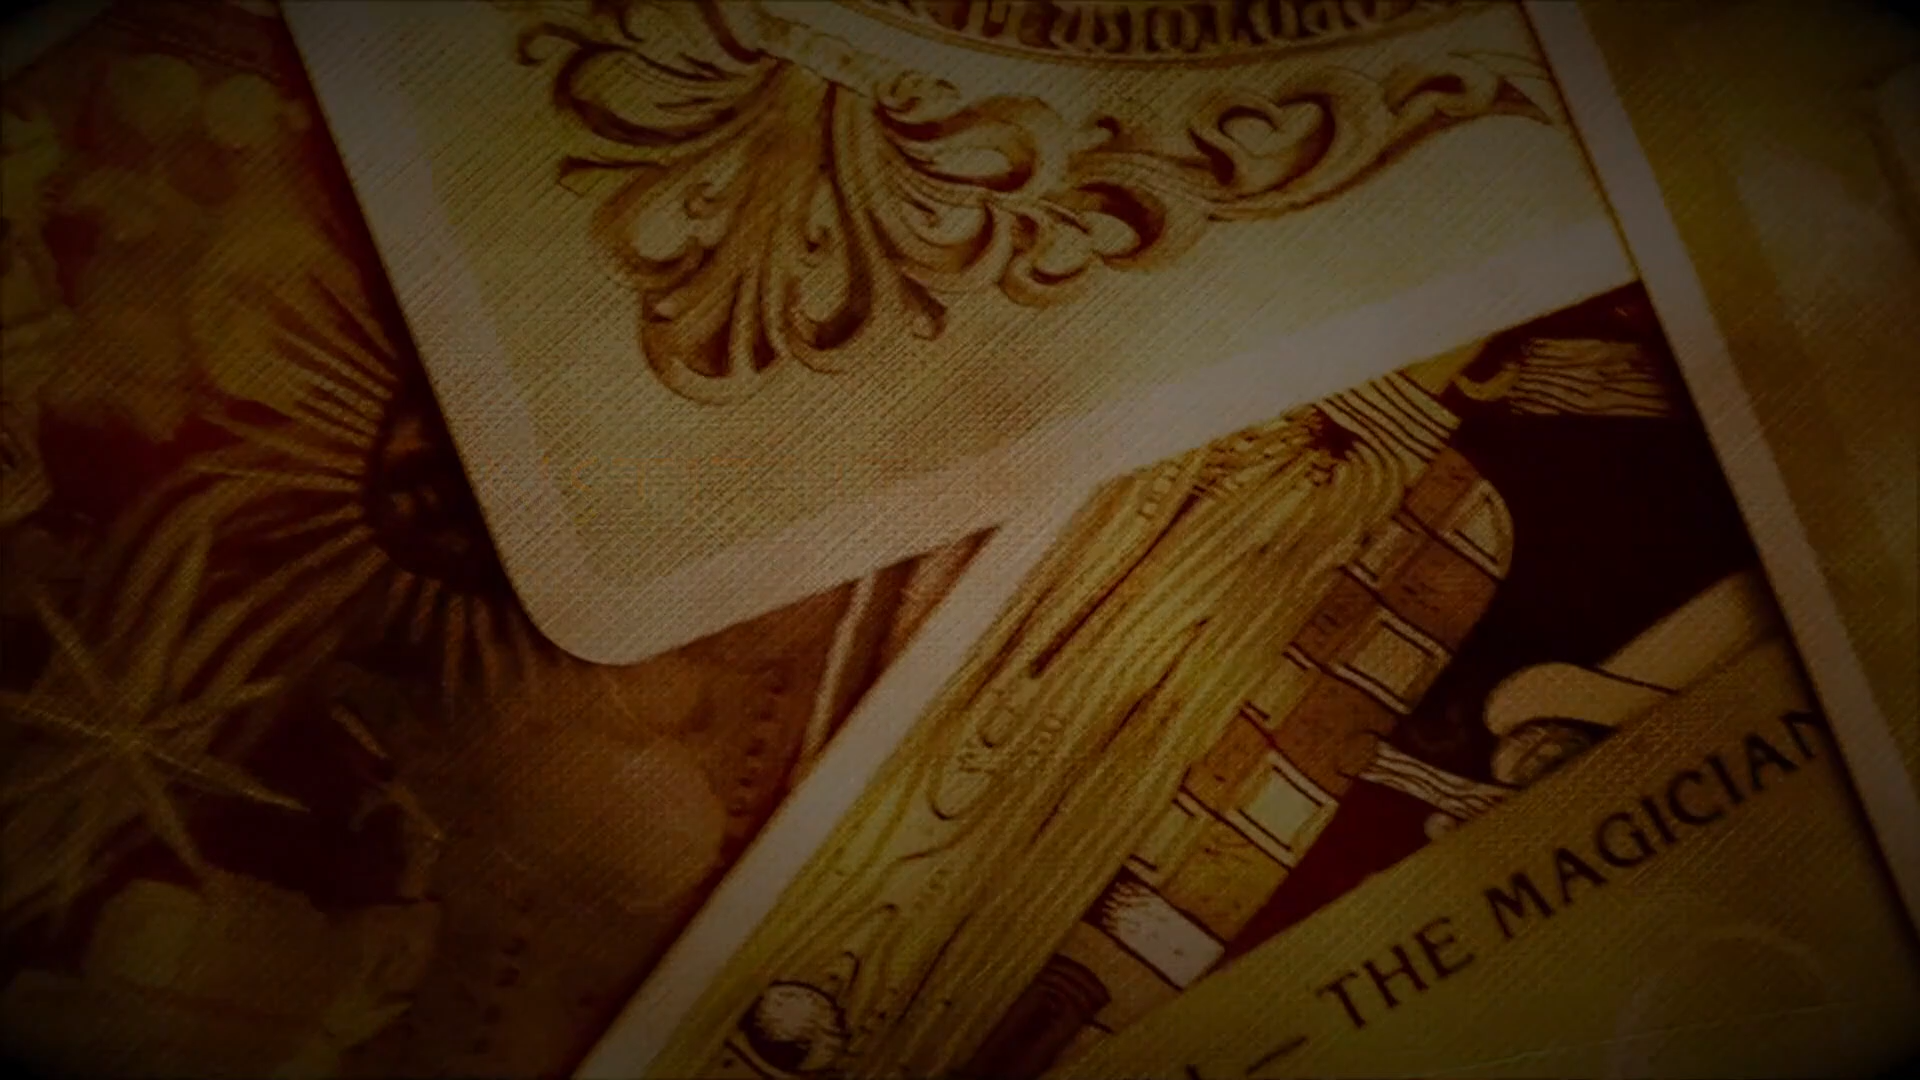 I — THE MAGICIAN